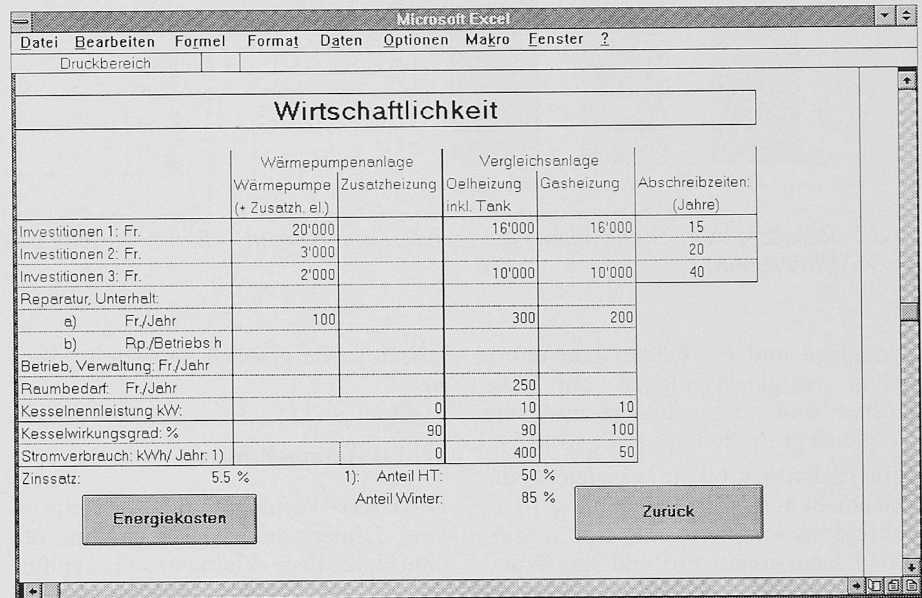 Microsoft Excel
Datei Bearbeiten Formel Format Daten Optionen Makro Fenster ?
Druckbereich
Wirtschaftlichkeit
Wärmepumpenanlage Vergleichsanlage
Wärmepumpe Zusatzheizung Oelheizung Gasheizung Abschreibzeiten:
(+ Zusatzh. el.) inkl. Tank (Jahre)
Investitionen 1: Fr. 20'000 16'000 16'000 15
Investitionen 2: Fr. 3'000 20
Investitionen 3: Fr. 2'000 10'000 10'000 40
Reparatur, Unterhalt:
a) Fr./Jahr 100 300 200
b) Rp./Betriebs h
Betrieb, Verwaltung: Fr./Jahr
Raumbedarf: Fr./Jahr 250
Kesselnennleistung kW: 0 10 10
Kesselwirkungsgrad: % 90 90 100
Stromverbrauch: kWh/ Jahr: 1) 0 400 50
Zinssatz: 5.5 % 1): Anteil HT: 50 %
Anteil Winter: 85 %
Energiekosten Zurück